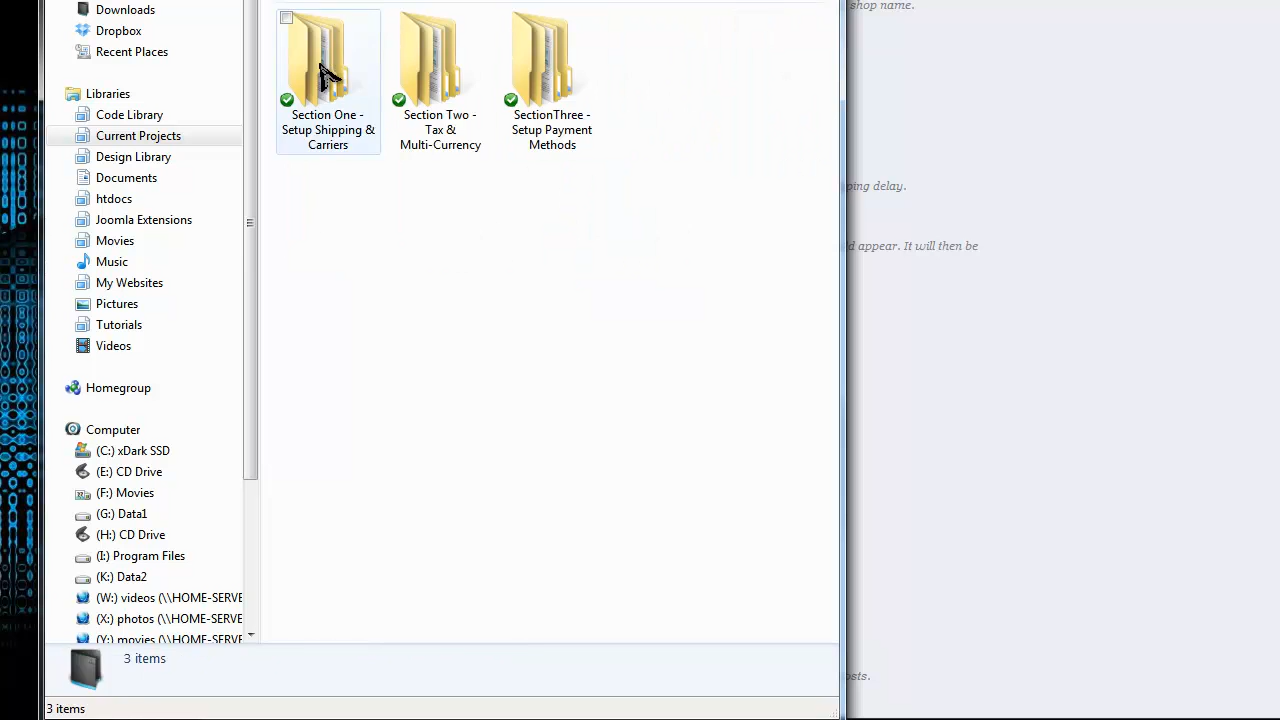 Downloads
Dropbox
Recent Places
Libraries
Code Library
Current Projects
Design Library
Documents
htdocs
Joomla Extensions
Movies
Music
My Websites
Pictures
Tutorials
Videos
Homegroup
Computer
(C:) xDark SSD
(E:) CD Drive
(F:) Movies
(G:) Data1
(H:) CD Drive
(I:) Program Files
(K:) Data2
(W:) videos (\\HOME-SERVE
(X:) photos (\\HOME-SERVE
(Y:) movies (\\HOME-SERVE
Section One -
Setup Shipping &
Carriers
Section Two -
Tax &
Multi-Currency
SectionThree -
Setup Payment
Methods
3 items
3 items
shop name.
ping delay.
d appear. It will then be
osts.